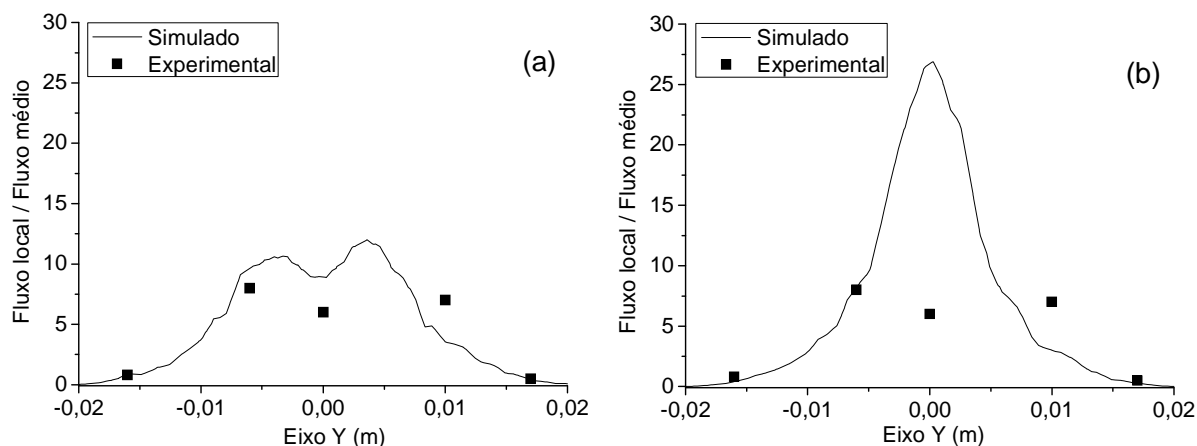 Simulado
Experimental
(a)
Fluxo local / Fluxo médio
30
25
20
15
10
5
0
-0,02
-0,01
0,00
0,01
0,02
Eixo Y (m)
Simulado
Experimental
(b)
Fluxo local / Fluxo médio
30
25
20
15
10
5
0
-0,02
-0,01
0,00
0,01
0,02
Eixo Y (m)